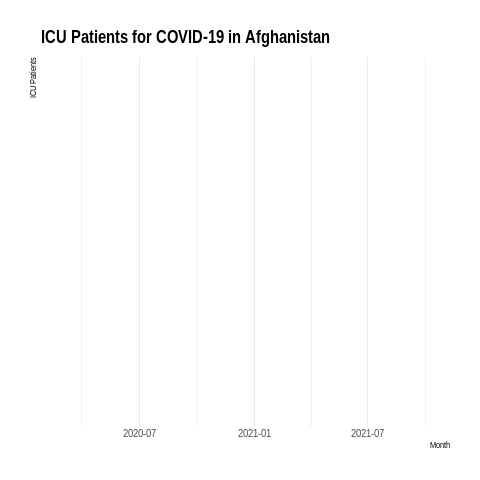 ICU Patients for COVID-19 in Afghanistan
ICU Patients
2020-07
2021-01
2021-07
Month